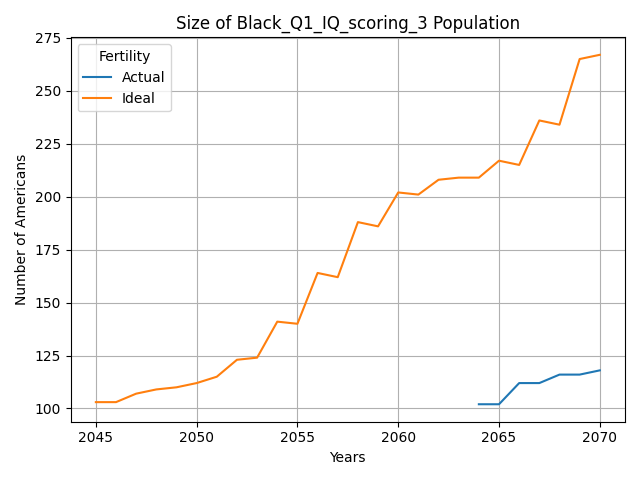 Size of Black_Q1_IQ_scoring_3 Population
Fertility
Actual
Ideal
Number of Americans
275
250
225
200
175
150
125
100
2045
2050
2055
2060
2065
2070
Years